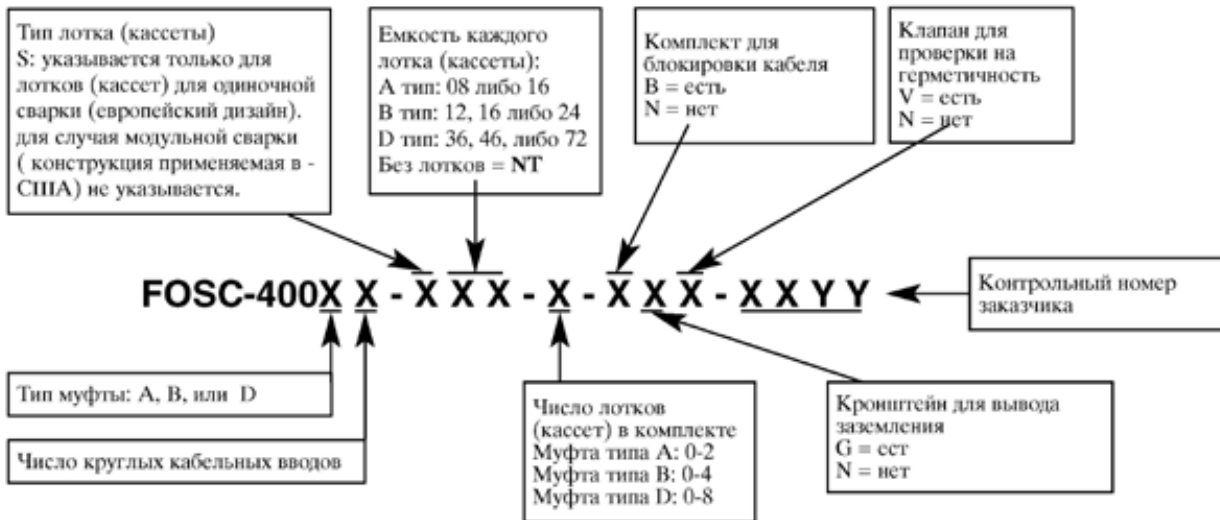 Тип лотка (кассеты)
S: указывается только для
лотков (кассет) для одиночной
сварки (европейский дизайн).
для случая модульной сварки
( конструкция применяемая в -
США) не указывается.
Емкость каждого
лотка (кассеты):
А тип: 08 либо 16
В тип: 12, 16 либо 24
D тип: 36, 46, либо 72
Без лотков = NT
Комплект для
блокировки кабеля
B = есть
N = нет
Клапан для
проверки на
герметичность
V = есть
N = нет
FOSC-400X X - X X X - X - X X X - X X Y Y
Контрольный номер
заказчика
Тип муфты: А, В, или D
Число круглых кабельных вводов
Число лотков
(кассет) в комплекте
Муфта типа А: 0-2
Муфта типа В: 0-4
Муфта типа D: 0-8
Кронштейн для вывода
заземления
G = ест
N = нет